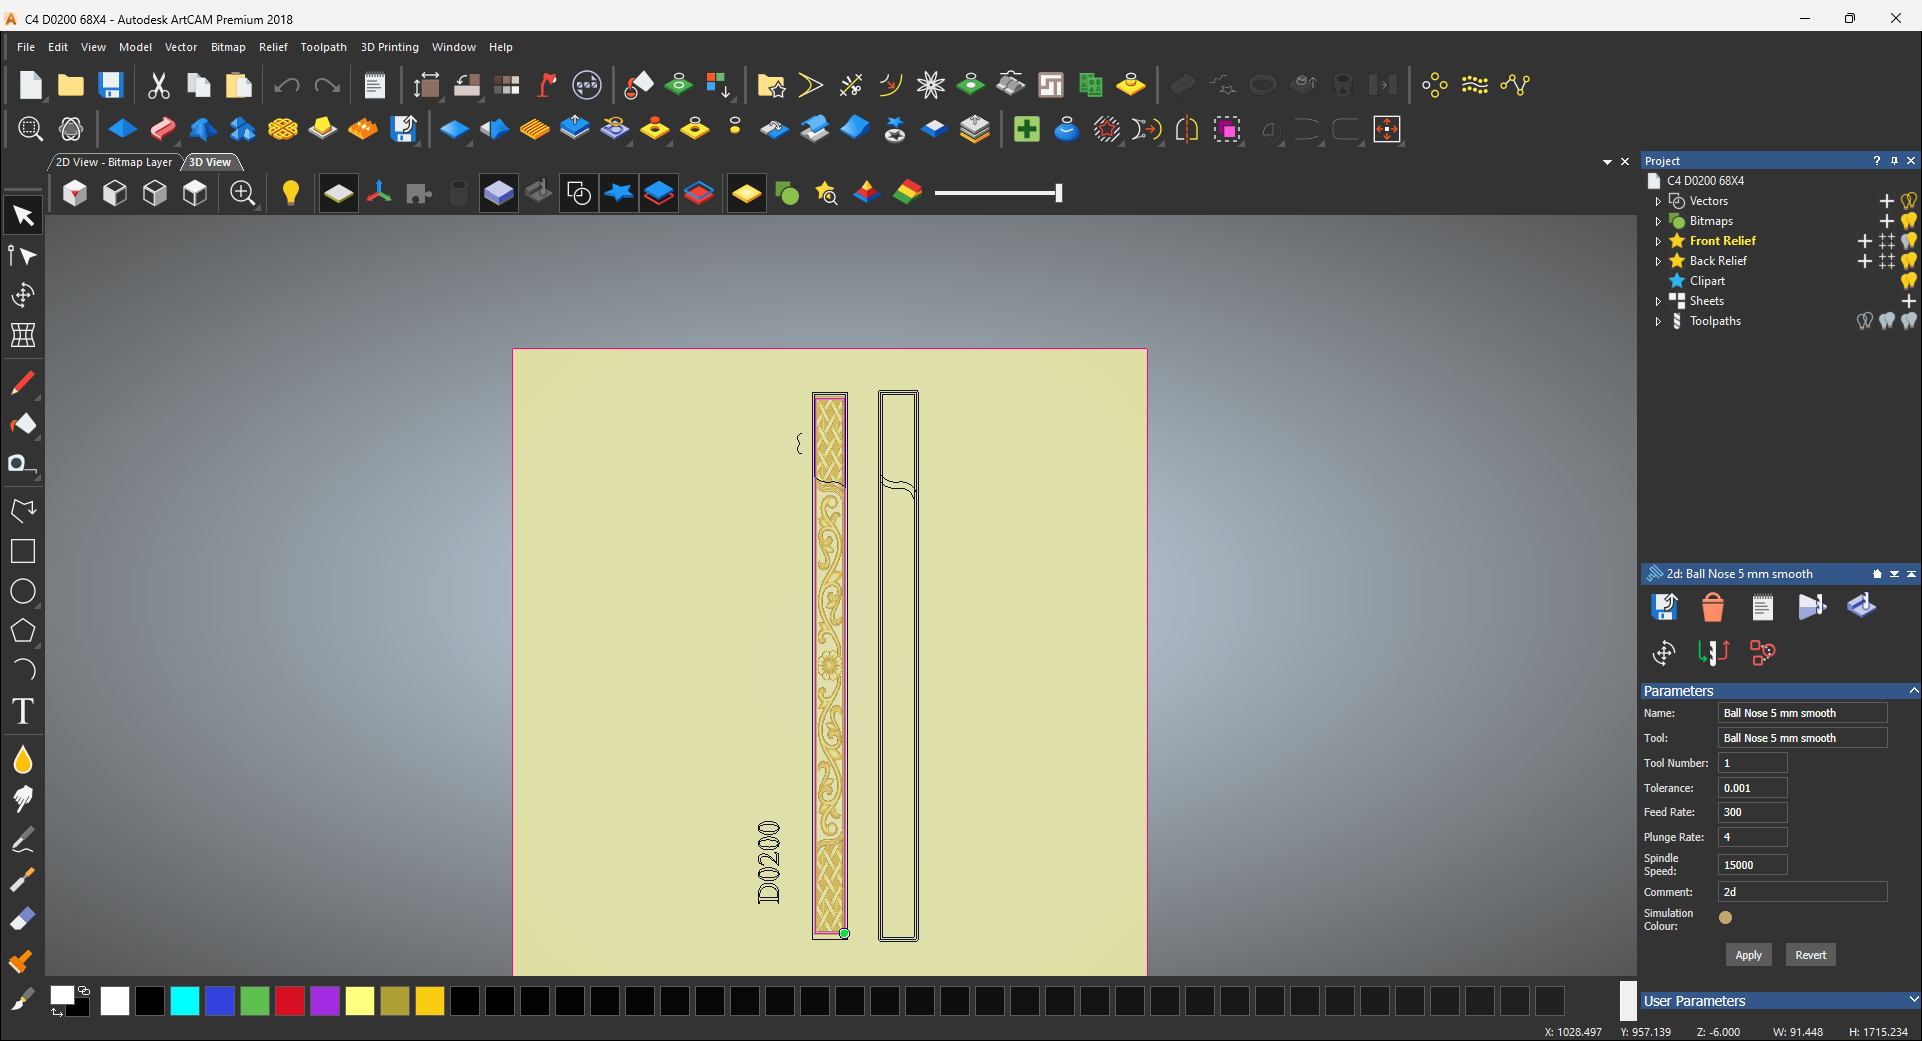 C4 D0200 68X4 - Autodesk ArtCAM Premium 2018
File Edit View Model Vector Bitmap Relief Toolpath 3D Printing Window Help
2D View - Bitmap Layer 3D View
Project
C4 D0200 68X4
Vectors
Bitmaps
Front Relief
Back Relief
Clipart
Sheets
Toolpaths
D0200
2d: Ball Nose 5 mm smooth
Parameters
Name: Ball Nose 5 mm smooth
Tool: Ball Nose 5 mm smooth
Tool Number: 1
Tolerance: 0.001
Feed Rate: 300
Plunge Rate: 4
Spindle
Speed: 15000
Comment: 2d
Simulation
Colour:
Apply Revert
User Parameters
X: 1028.497 Y: 957.139 Z: -6.000 W: 91.448 H: 1715.234